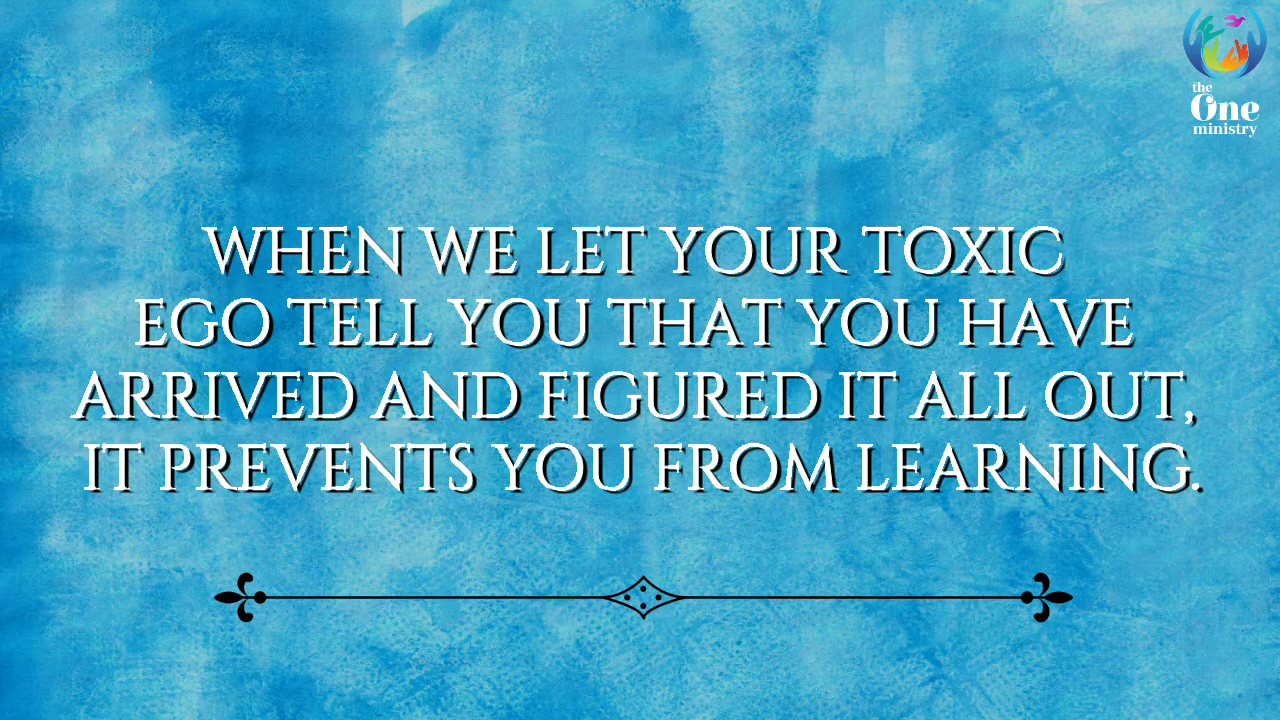 the
One
ministry
WHEN WE LET YOUR TOXIC
EGO TELL YOU THAT YOU HAVE
ARRIVED AND FIGURED IT ALL OUT,
IT PREVENTS YOU FROM LEARNING.